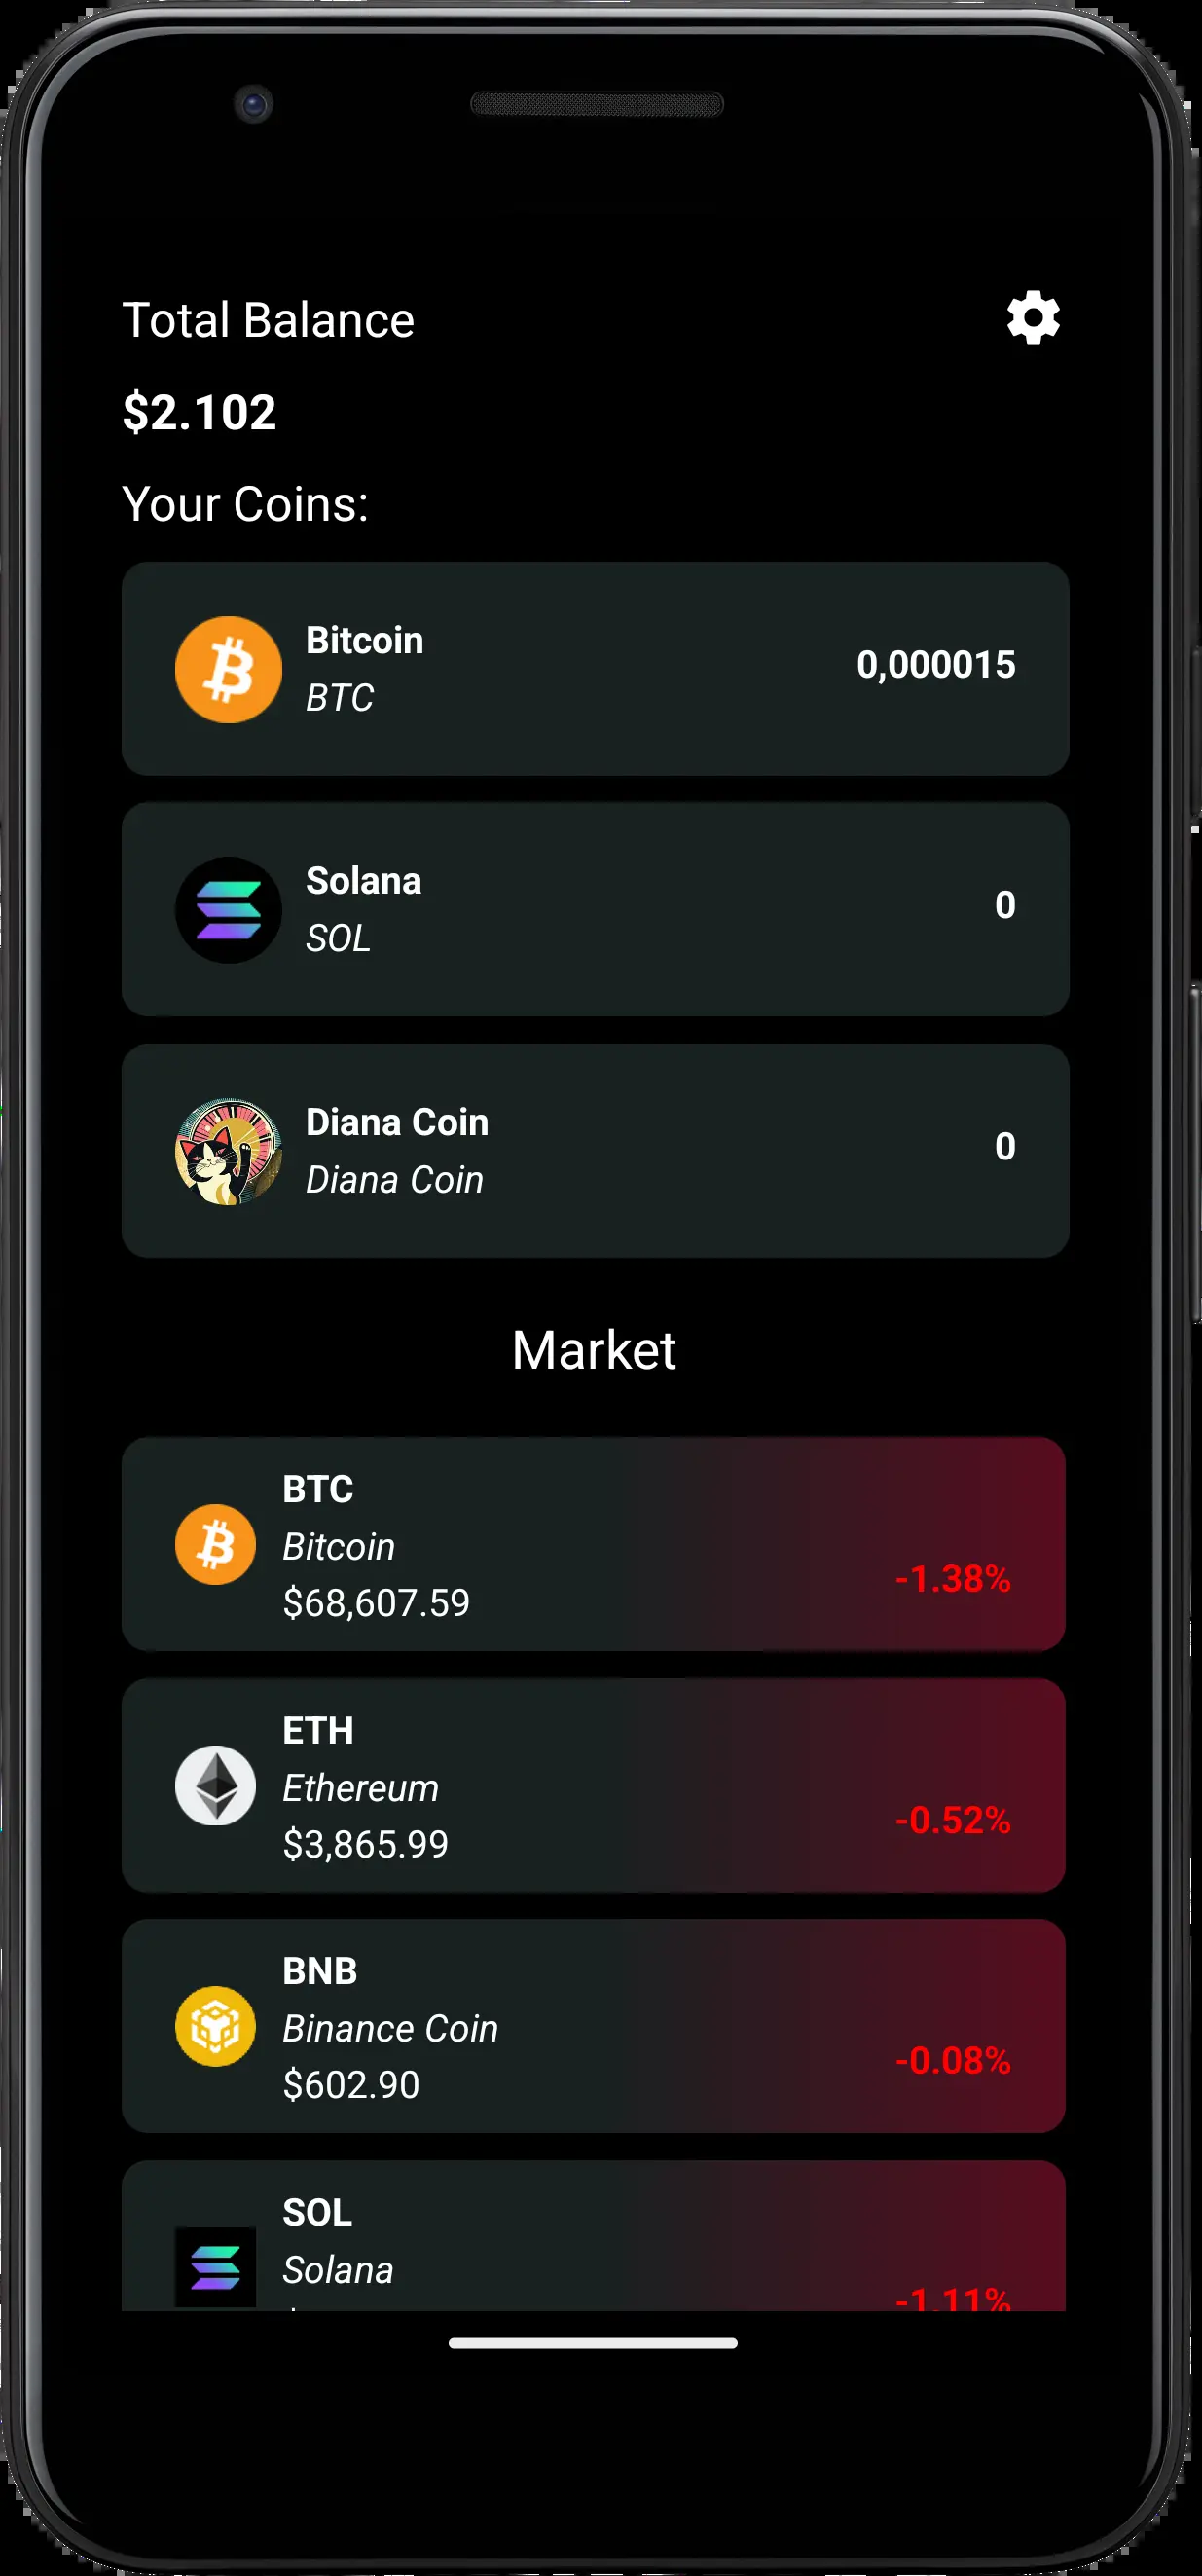 Total Balance
$2.102
Your Coins:
Bitcoin
BTC
0,000015
Solana
SOL
0
Diana Coin
Diana Coin
0
Market
BTC
Bitcoin
$68,607.59
-1.38%
ETH
Ethereum
$3,865.99
-0.52%
BNB
Binance Coin
$602.90
-0.08%
SOL
Solana
-1.11%